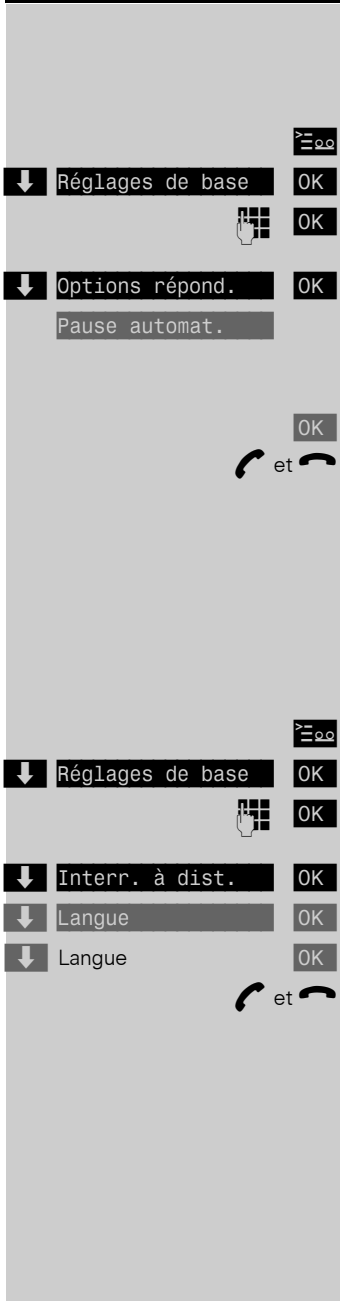 Réglages de base OK
OK
Options répond. OK
Pause automat.
OK
et
Réglages de base OK
OK
Interr. à dist. OK
Langue OK
Langue OK
et